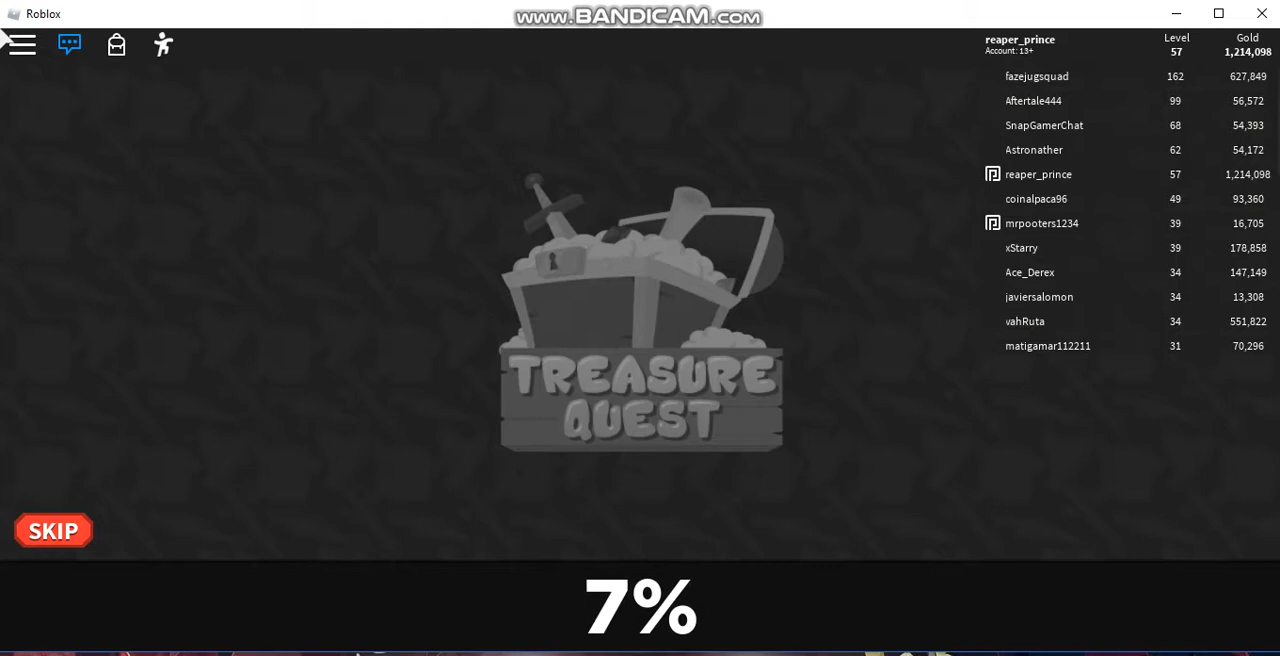 Roblox
www.BANDICAM.com
reaper_prince Level Gold
Account: 13+ 57 1,214,098
fazejugsquad 162 627,849
Aftertale444 99 56,572
SnapGamerChat 68 54,393
Astronather 62 54,172
reaper_prince 57 1,214,098
coinalpaca96 49 93,360
mrpooters1234 39 16,705
xStarry 39 178,858
Ace_Derex 34 147,149
javiersalomon 34 13,308
vahRuta 34 551,822
matigamar112211 31 70,296
TREASURE
QUEST
SKIP
7%